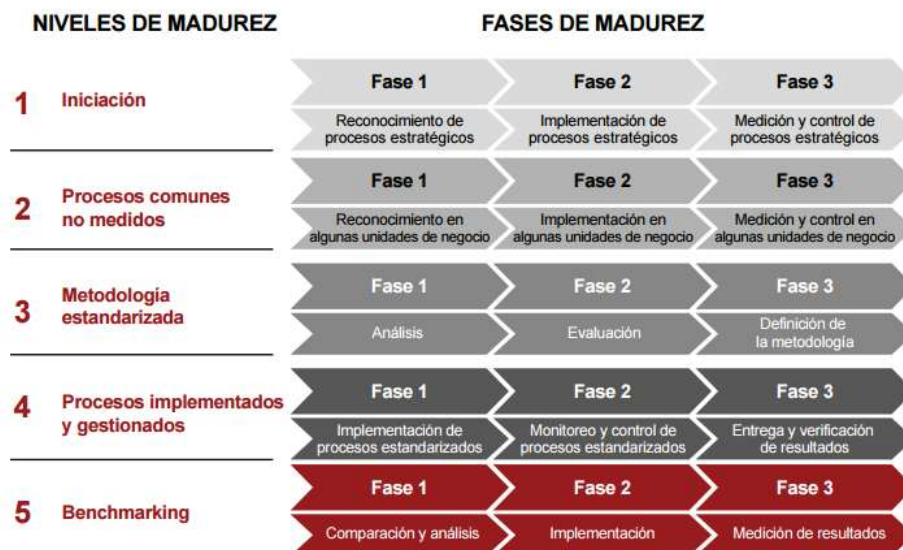 NIVELES DE MADUREZ
FASES DE MADUREZ
1
Iniciación
Fase 1
Fase 2
Fase 3
Reconocimiento de
procesos estratégicos
Implementación de
procesos estratégicos
Medición y control de
procesos estratégicos
2
Procesos comunes
no medidos
Fase 1
Fase 2
Fase 3
Reconocimiento en
algunas unidades de negocio
Implementación en
algunas unidades de negocio
Medición y control en
algunas unidades de negocio
3
Metodología
estandarizada
Fase 1
Fase 2
Fase 3
Análisis
Evaluación
Definición de
la metodología
4
Procesos implementados
y gestionados
Fase 1
Fase 2
Fase 3
Implementación de
procesos estandarizados
Monitoreo y control de
procesos estandarizados
Entrega y verificación
de resultados
5
Benchmarking
Fase 1
Fase 2
Fase 3
Comparación y análisis
Implementación
Medición de resultados